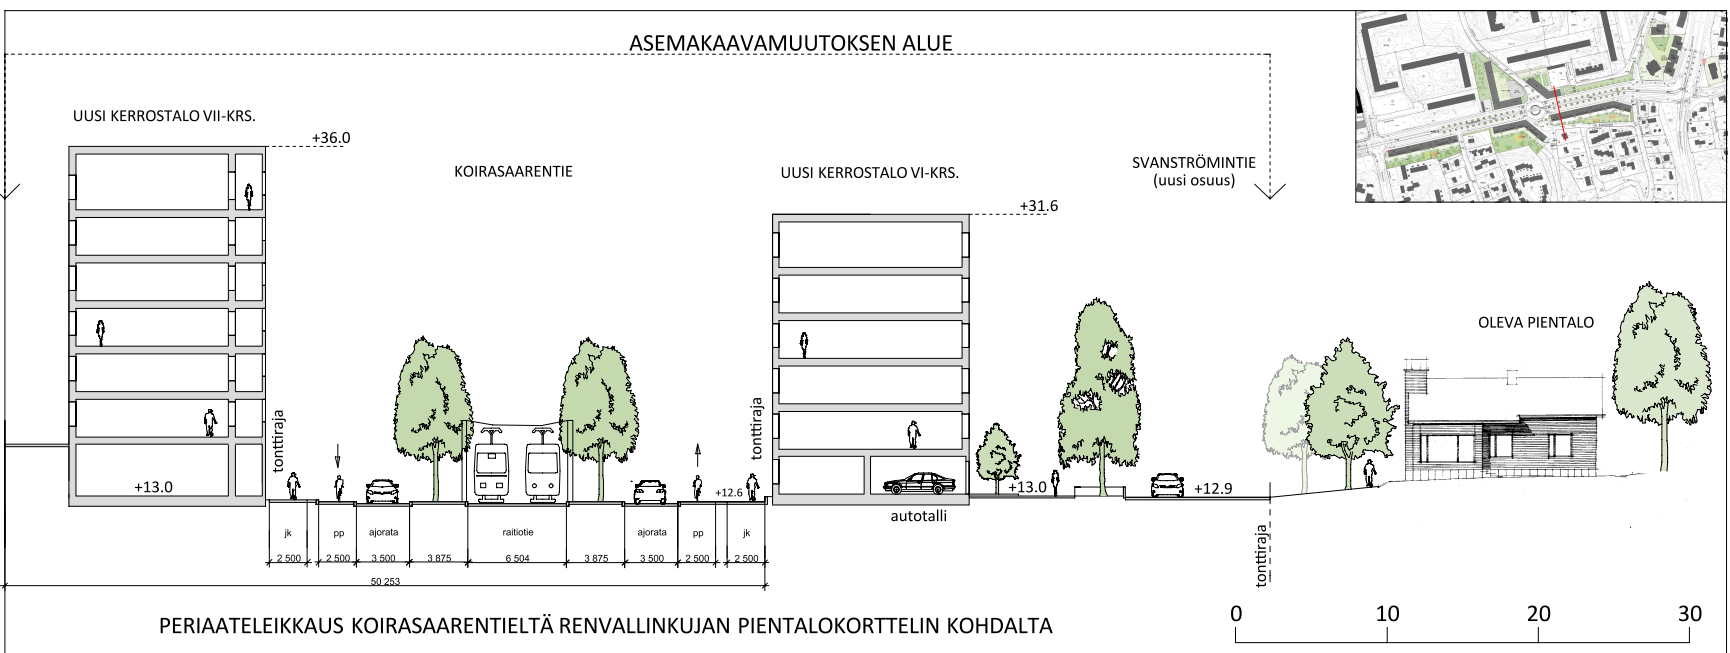 ASEMAKAAVAMUUTOKSEN ALUE
UUSI KERROSTALO VII-KRS.
+36.0
KOIRASAARENTIE
UUSI KERROSTALO VI-KRS.
SVANSTRÖMINTIE
(uusi osuus)
+31.6
OLEVA PIENTALO
tonttiraja
tonttiraja
+13.0
+12.6
+13.0
+12.9
autotalli
tonttiraja
jk
pp
ajorata
raitiotie
ajorata
pp
jk
2 500
2 500
3 500
3 875
6 504
3 875
3 500
2 500
2 500
50 253
PERIAATELEIKKAUS KOIRASAARENTIELTÄ RENVALLINKUJAN PIENTALOKORTTELIN KOHDALTA
0 10 20 30